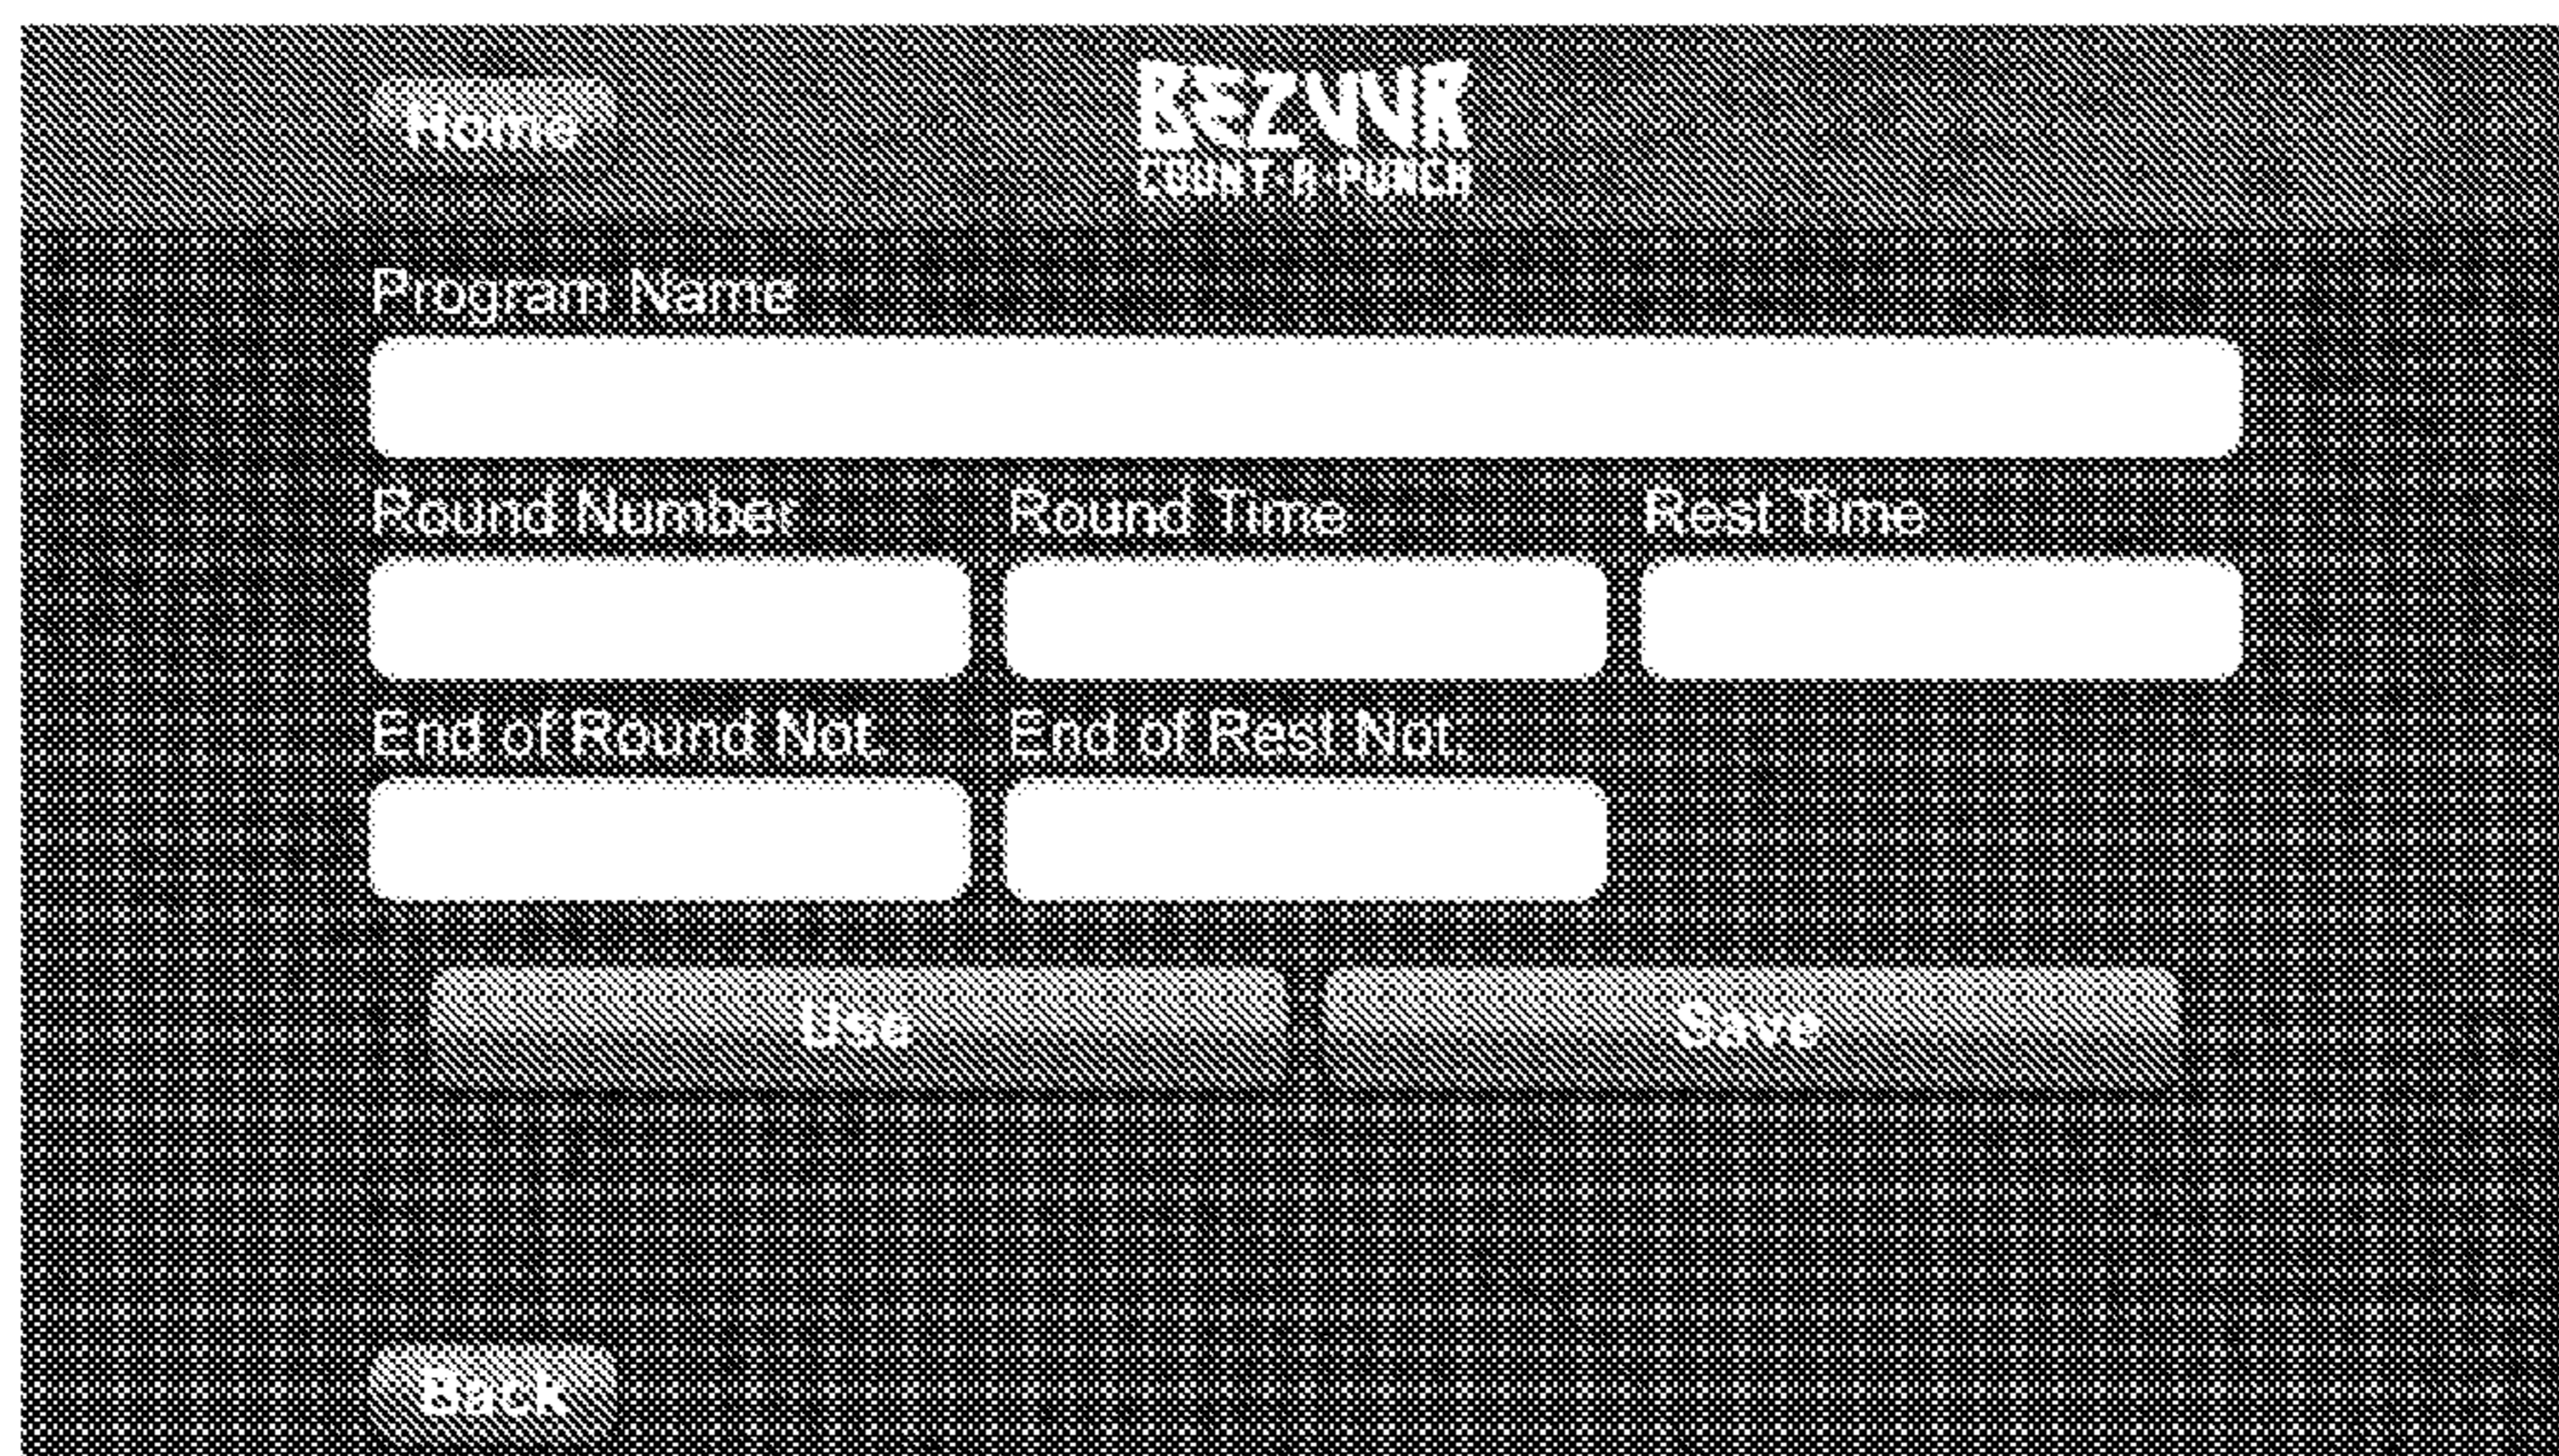 Home
BEZVVR
COUNT-A-PUNCH
Program Name
Round Number Round Time Rest Time
End of Round Not. End of Rest Not.
Use Save
Back